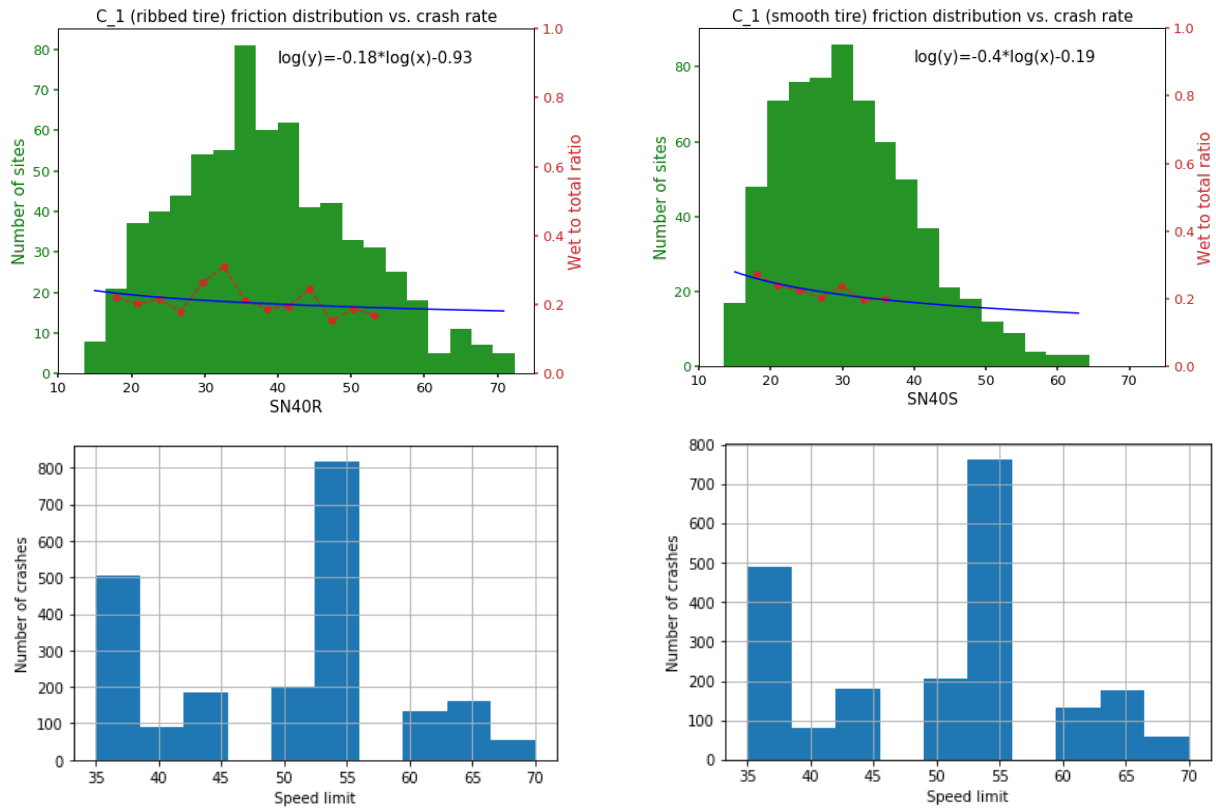 C_1 (ribbed tire) friction distribution vs. crash rate
log(y)=-0.18*log(x)-0.93
Number of sites
80
70
60
50
40
30
20
10
0
1.0
0.8
0.6
0.4
0.2
0.0
Wet to total ratio
10 20 30 40 50 60 70
SN40R
C_1 (smooth tire) friction distribution vs. crash rate
log(y)=-0.4*log(x)-0.19
Number of sites
80
60
40
20
0
1.0
0.8
0.6
0.4
0.2
0.0
Wet to total ratio
10 20 30 40 50 60 70
SN40S
Number of crashes
800
700
600
500
400
300
200
100
0
35 40 45 50 55 60 65 70
Speed limit
Number of crashes
800
700
600
500
400
300
200
100
0
35 40 45 50 55 60 65 70
Speed limit